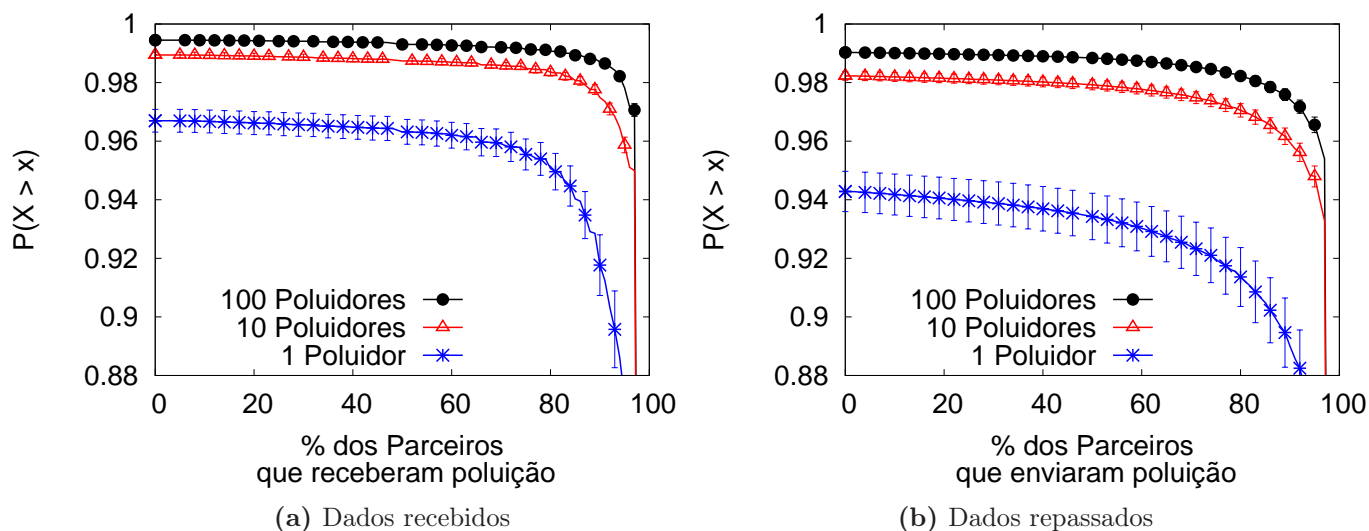 P(X > x)
1
0.98
0.96
0.94
0.92
0.9
0.88
100 Poluidores
10 Poluidores
1 Poluidor
0 20 40 60 80 100
% dos Parceiros
que receberam poluição
(a) Dados recebidos
P(X > x)
1
0.98
0.96
0.94
0.92
0.9
0.88
100 Poluidores
10 Poluidores
1 Poluidor
0 20 40 60 80 100
% dos Parceiros
que enviaram poluição
(b) Dados repassados